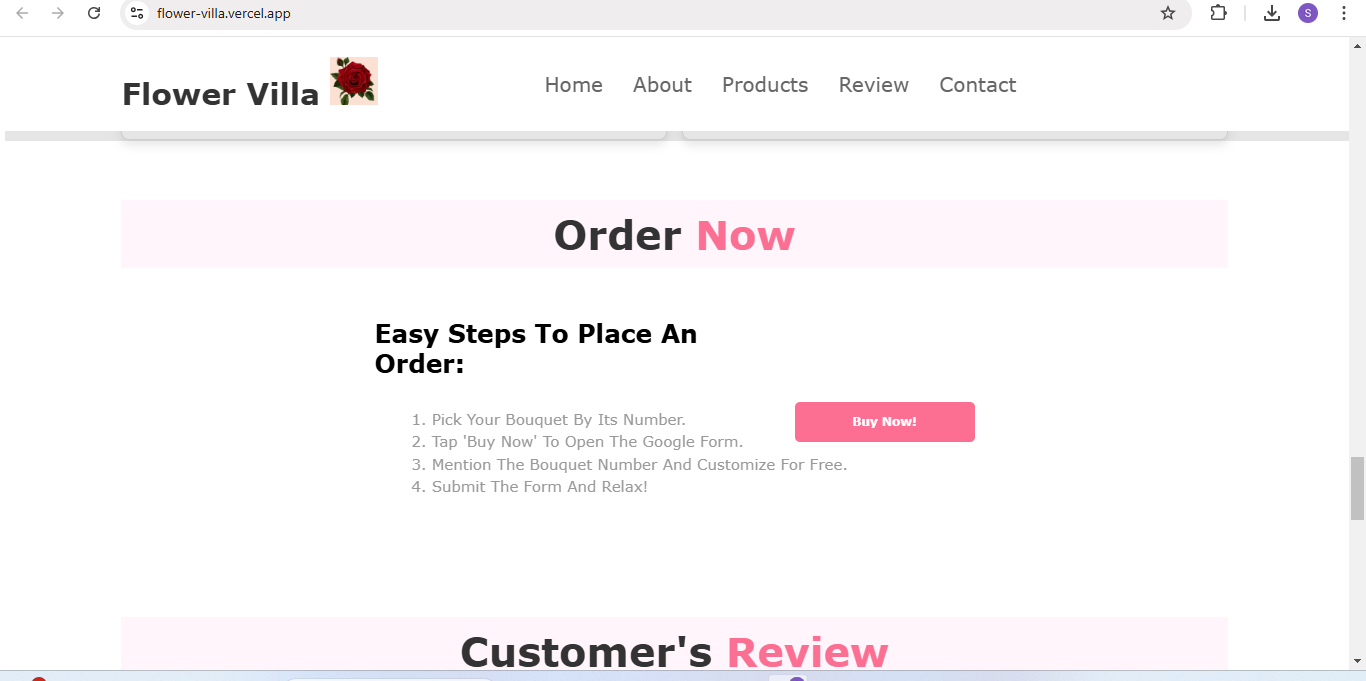 flower-villa.vercel.app
S
Flower Villa
Home About Products Review Contact
Order Now
Easy Steps To Place An
Order:
1. Pick Your Bouquet By Its Number.
2. Tap 'Buy Now' To Open The Google Form.
3. Mention The Bouquet Number And Customize For Free.
4. Submit The Form And Relax!
Buy Now!
Customer's Review